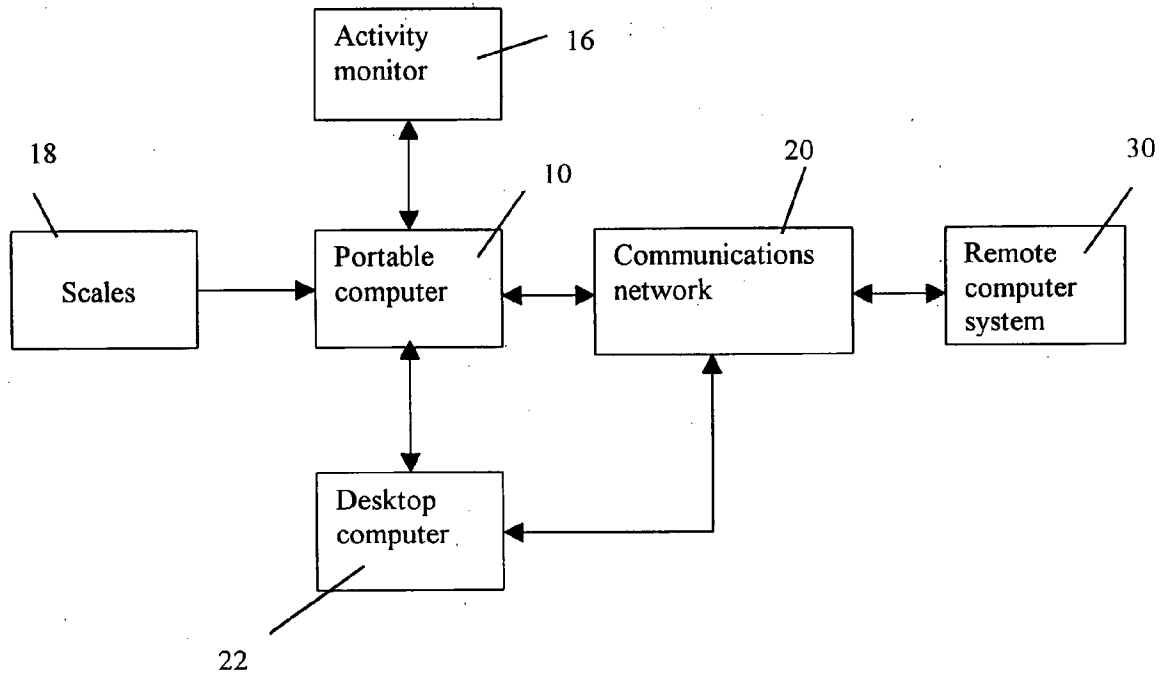 Activity
monitor
16
18
10
20
30
Scales
Portable
computer
Communications
network
Remote
computer
system
Desktop
computer
22